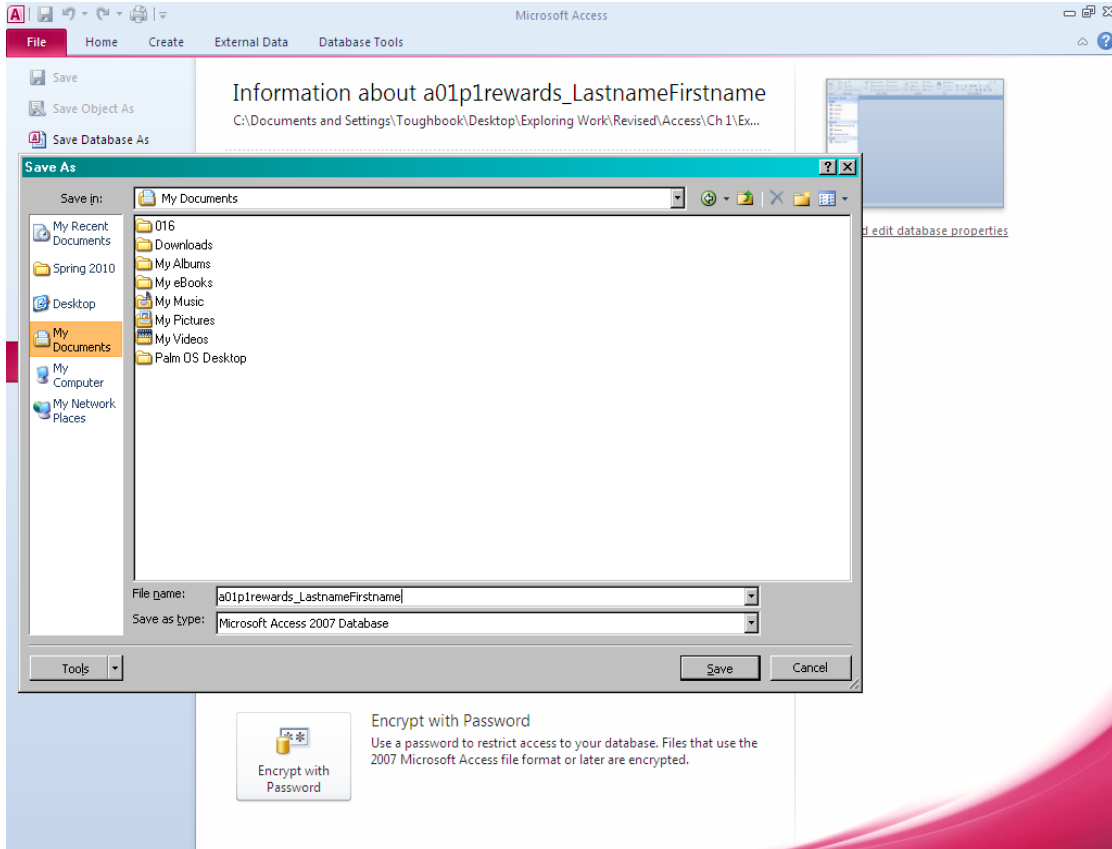 A
Microsoft Access
File Home Create External Data Database Tools
?
Save
Save Object As
Save Database As
Information about a01p1rewards_LastnameFirstname
C:\Documents and Settings\Toughbook\Desktop\Exploring Work\Revised\Access\Ch 1\Ex...
Save As
Save in:
My Documents
My Recent
Documents
Spring 2010
Desktop
My
Documents
My
Computer
My Network
Places
016
Downloads
My Albums
My eBooks
My Music
My Pictures
My Videos
Palm OS Desktop
File name:
a01p1rewards_LastnameFirstname
Save as type:
Microsoft Access 2007 Database
Tools
Save
Cancel
edit database properties
Encrypt with
Password
Encrypt with Password
Use a password to restrict access to your database. Files that use the
2007 Microsoft Access file format or later are encrypted.